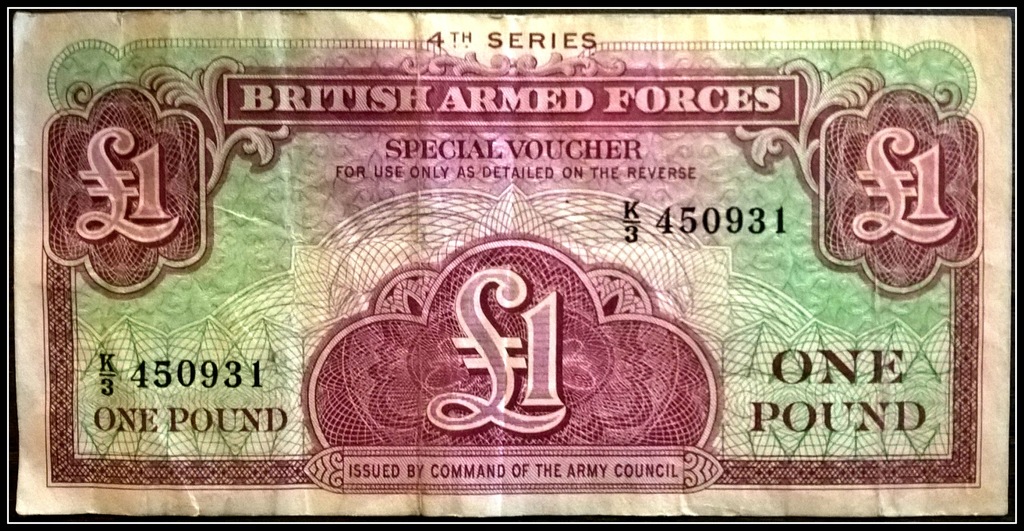 4TH SERIES
BRITISH ARMED FORCES
£1
£1
SPECIAL VOUCHER
FOR USE ONLY AS DETAILED ON THE REVERSE
K/3 450931
£1
K/3 450931
ONE POUND
ONE
POUND
ISSUED BY COMMAND OF THE ARMY COUNCIL